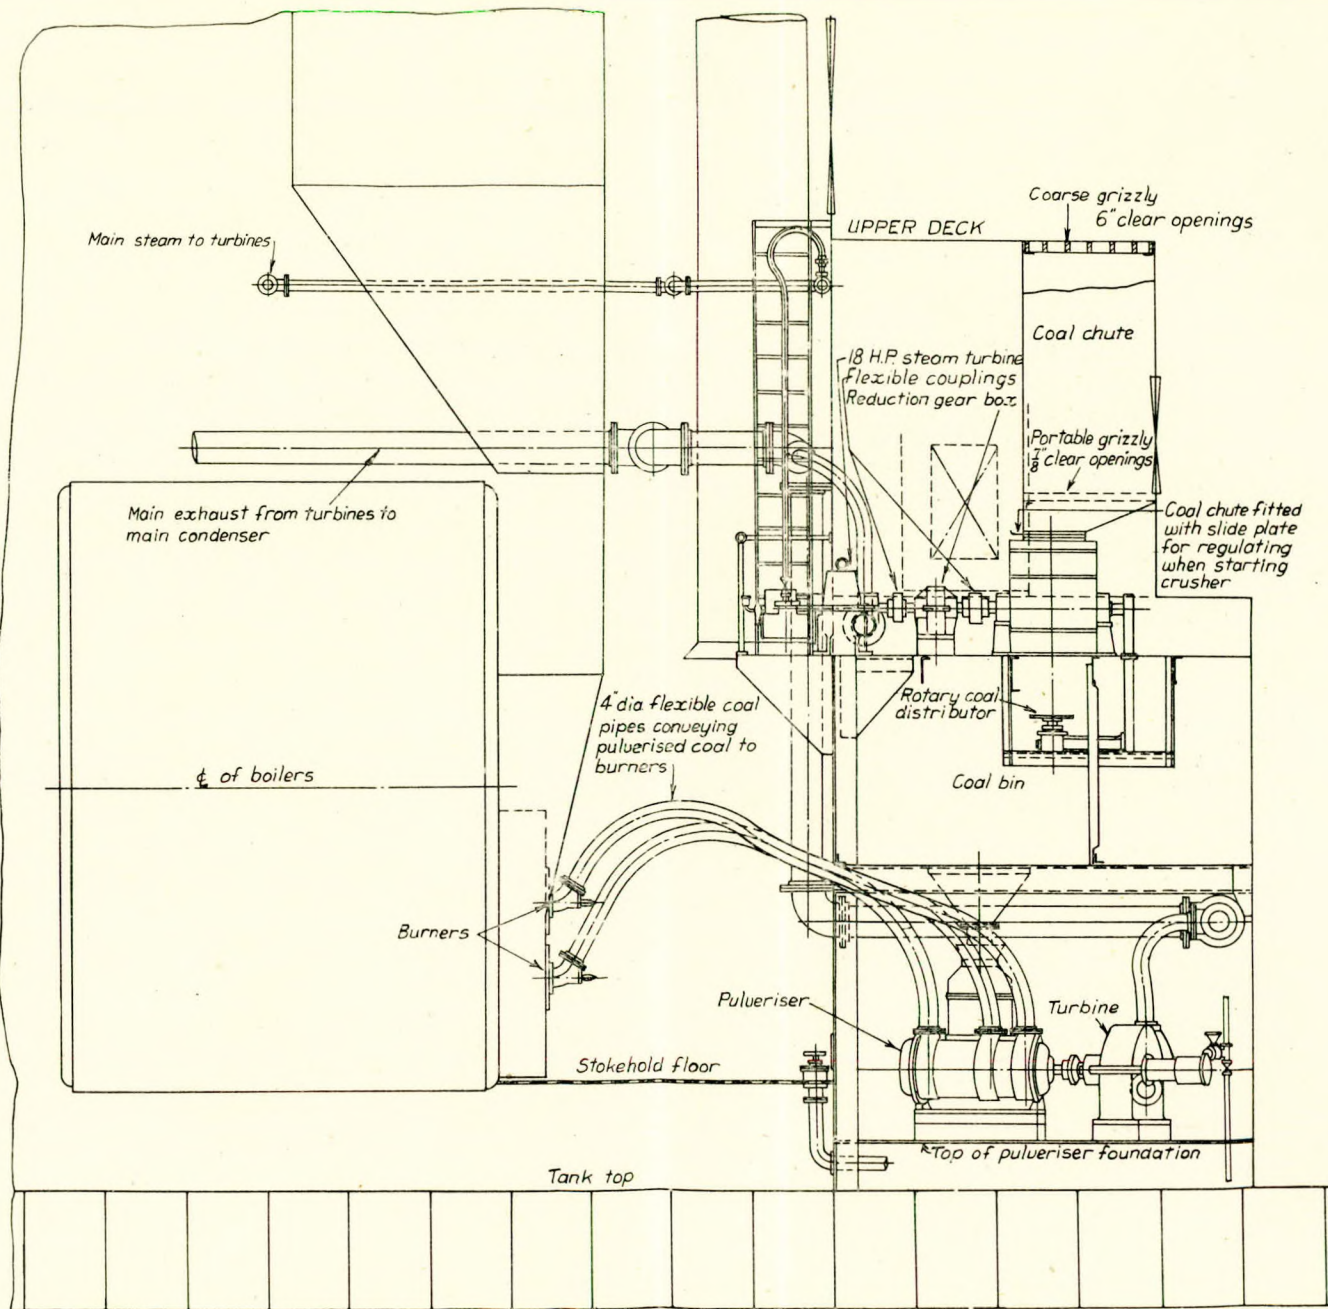 Coarse grizzly
6" clear openings
UPPER DECK
Main steam to turbines
Coal chute
18 H.P. steam turbine
Flexible couplings
Reduction gear box
Portable grizzly
7/8" clear openings
Main exhaust from turbines to
main condenser
Coal chute fitted
with slide plate
for regulating
when starting
crusher
4" dia flexible coal
pipes conveying
pulverised coal to
burners
Rotary coal
distributor
℄ of boilers
Coal bin
Burners
Pulveriser
Turbine
Stokehold floor
Top of pulveriser foundation
Tank top